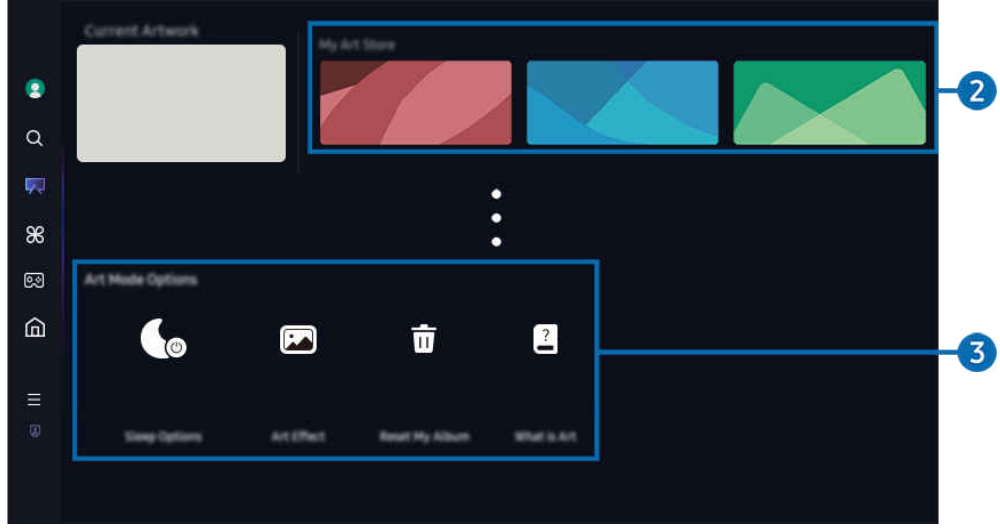 Current Artwork
My Art Store
2
Art Mode Options
3
?
Sleep Options
Art Effect
Reset My Album
What is Art